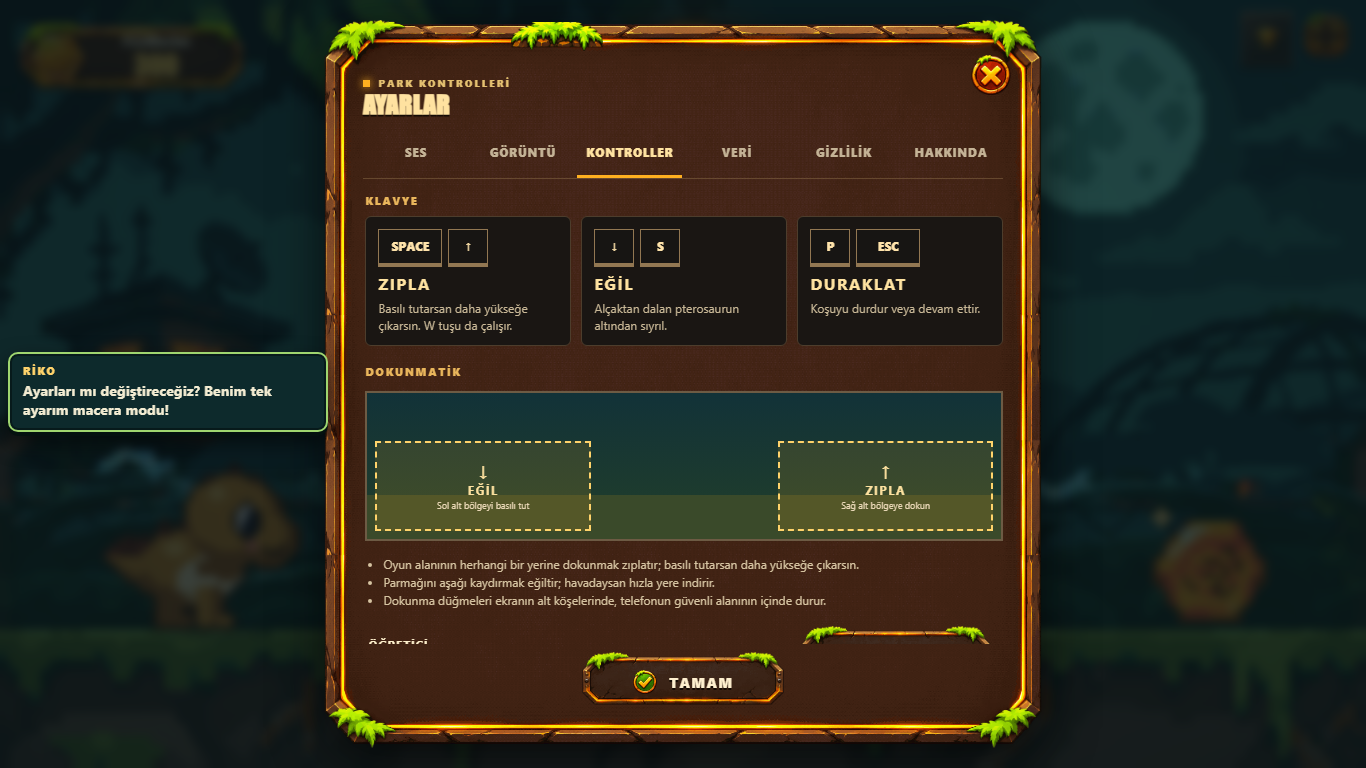 PARK KONTROLLERİ
AYARLAR
SES GÖRÜNTÜ KONTROLLER VERİ GİZLİLİK HAKKINDA
KLAVYE
SPACE ↑
ZIPLA
Basılı tutarsan daha yükseğe
çıkarsın. W tuşu da çalışır.
↓ S
EĞİL
Alçaktan dalan pterosaurun
altından sıyrıl.
P ESC
DURAKLAT
Koşuyu durdur veya devam ettir.
RİKO
Ayarları mı değiştireceğiz? Benim tek
ayarım macera modu!
DOKUNMATİK
↓
EĞİL
Sol alt bölgeyi basılı tut
↑
ZIPLA
Sağ alt bölgeye dokun
• Oyun alanının herhangi bir yerine dokunmak zıplatır; basılı tutarsan daha yükseğe çıkarsın.
• Parmağını aşağı kaydırmak eğiltir; havadaysan hızla yere indirir.
• Dokunma düğmeleri ekranın alt köşelerinde, telefonun güvenli alanının içinde durur.
TAMAM